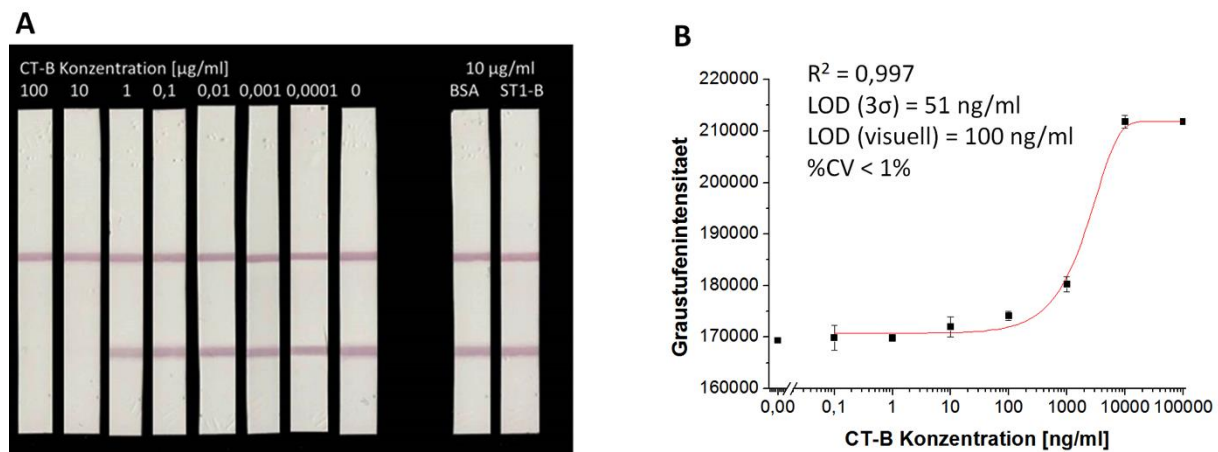 A
CT-B Konzentration [µg/ml]
100 10 1 0,1 0,01 0,001 0,0001 0
10 µg/ml
BSA ST1-B
B
R² = 0,997
LOD (3σ) = 51 ng/ml
LOD (visuell) = 100 ng/ml
%CV < 1%
Graustufenintensitaet
220000
210000
200000
190000
180000
170000
160000
0,00 0,1 1 10 100 1000 10000 100000
CT-B Konzentration [ng/ml]